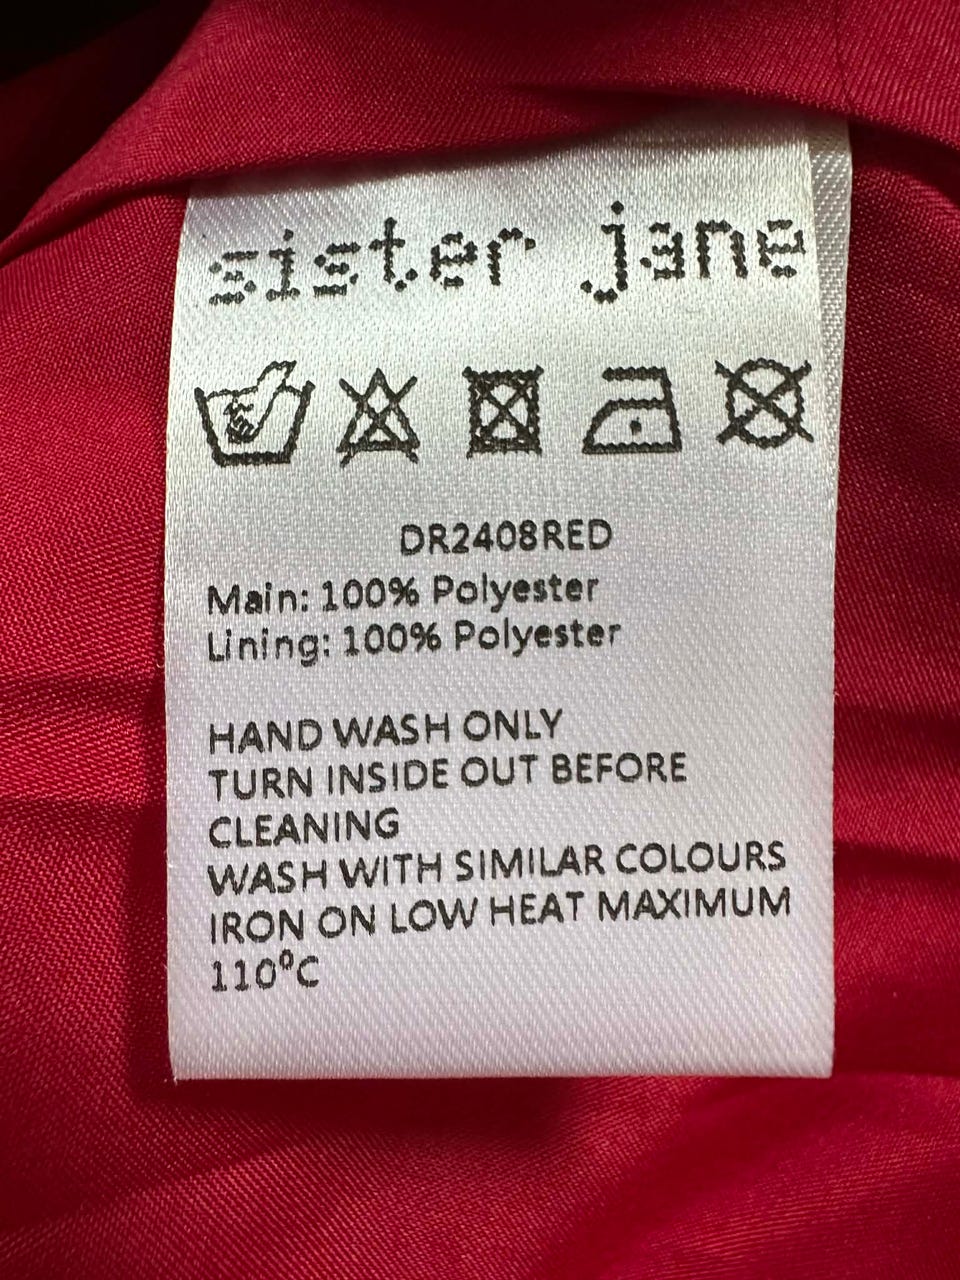 sister jane
DR2408RED
Main: 100% Polyester
Lining: 100% Polyester
HAND WASH ONLY
TURN INSIDE OUT BEFORE
CLEANING
WASH WITH SIMILAR COLOURS
IRON ON LOW HEAT MAXIMUM
110°C